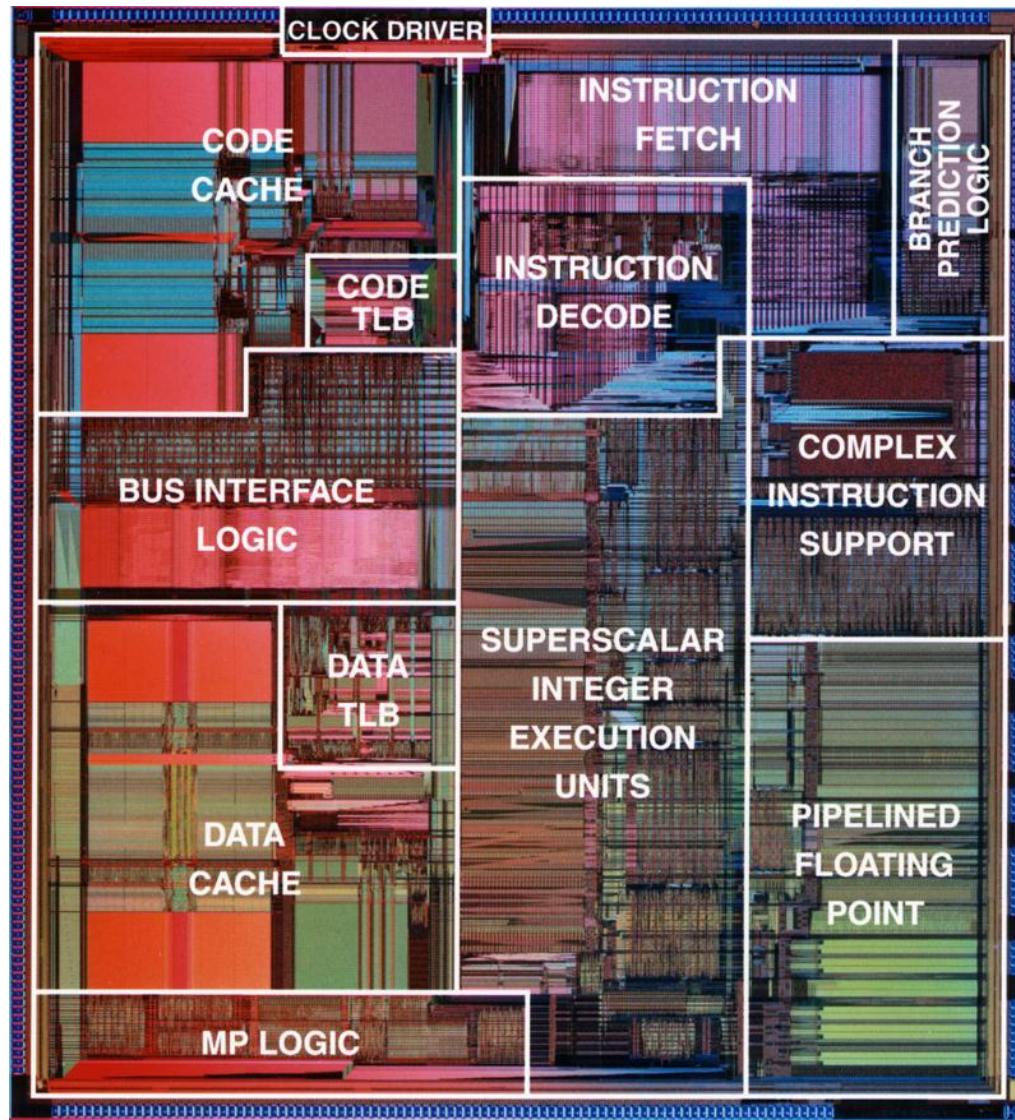 CLOCK DRIVER
CODE
CACHE
INSTRUCTION
FETCH
BRANCH
PREDICTION
LOGIC
CODE
TLB
INSTRUCTION
DECODE
COMPLEX
INSTRUCTION
SUPPORT
BUS INTERFACE
LOGIC
DATA
TLB
SUPERSCALAR
INTEGER
EXECUTION
UNITS
DATA
CACHE
PIPELINED
FLOATING
POINT
MP LOGIC